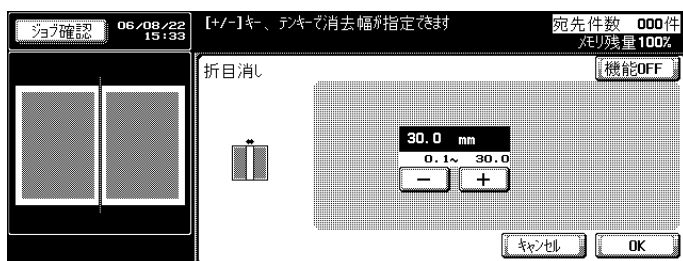 ジョブ確認 06/08/22 15:33
[+/-]キー、テンキーで消去幅が指定できます
宛先件数 000件
メモリ残量100%
折目消し
機能OFF
30.0 mm
0.1~ 30.0
− +
キャンセル OK